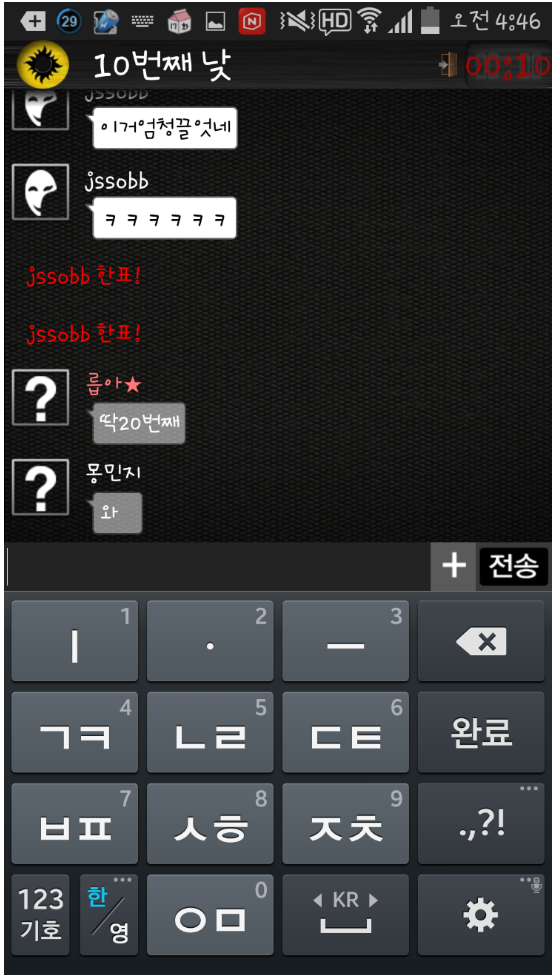 29
N
HD
오전 4:46
10번째 낮
00:10
jssobb
이거엄청끌엇네
jssobb
ㅋㅋㅋㅋㅋㅋ
jssobb 한표!
jssobb 한표!
릅아★
딱20번째
몽민지
와
+ 전송
ㅣ 1 · 2 ㅡ 3
ㄱㅋ 4 ㄴㄹ 5 ㄷㅌ 6 완료
ㅂㅍ 7 ㅅㅎ 8 ㅈㅊ 9 .,?!
123
기호
한/영
ㅇㅁ 0
KR